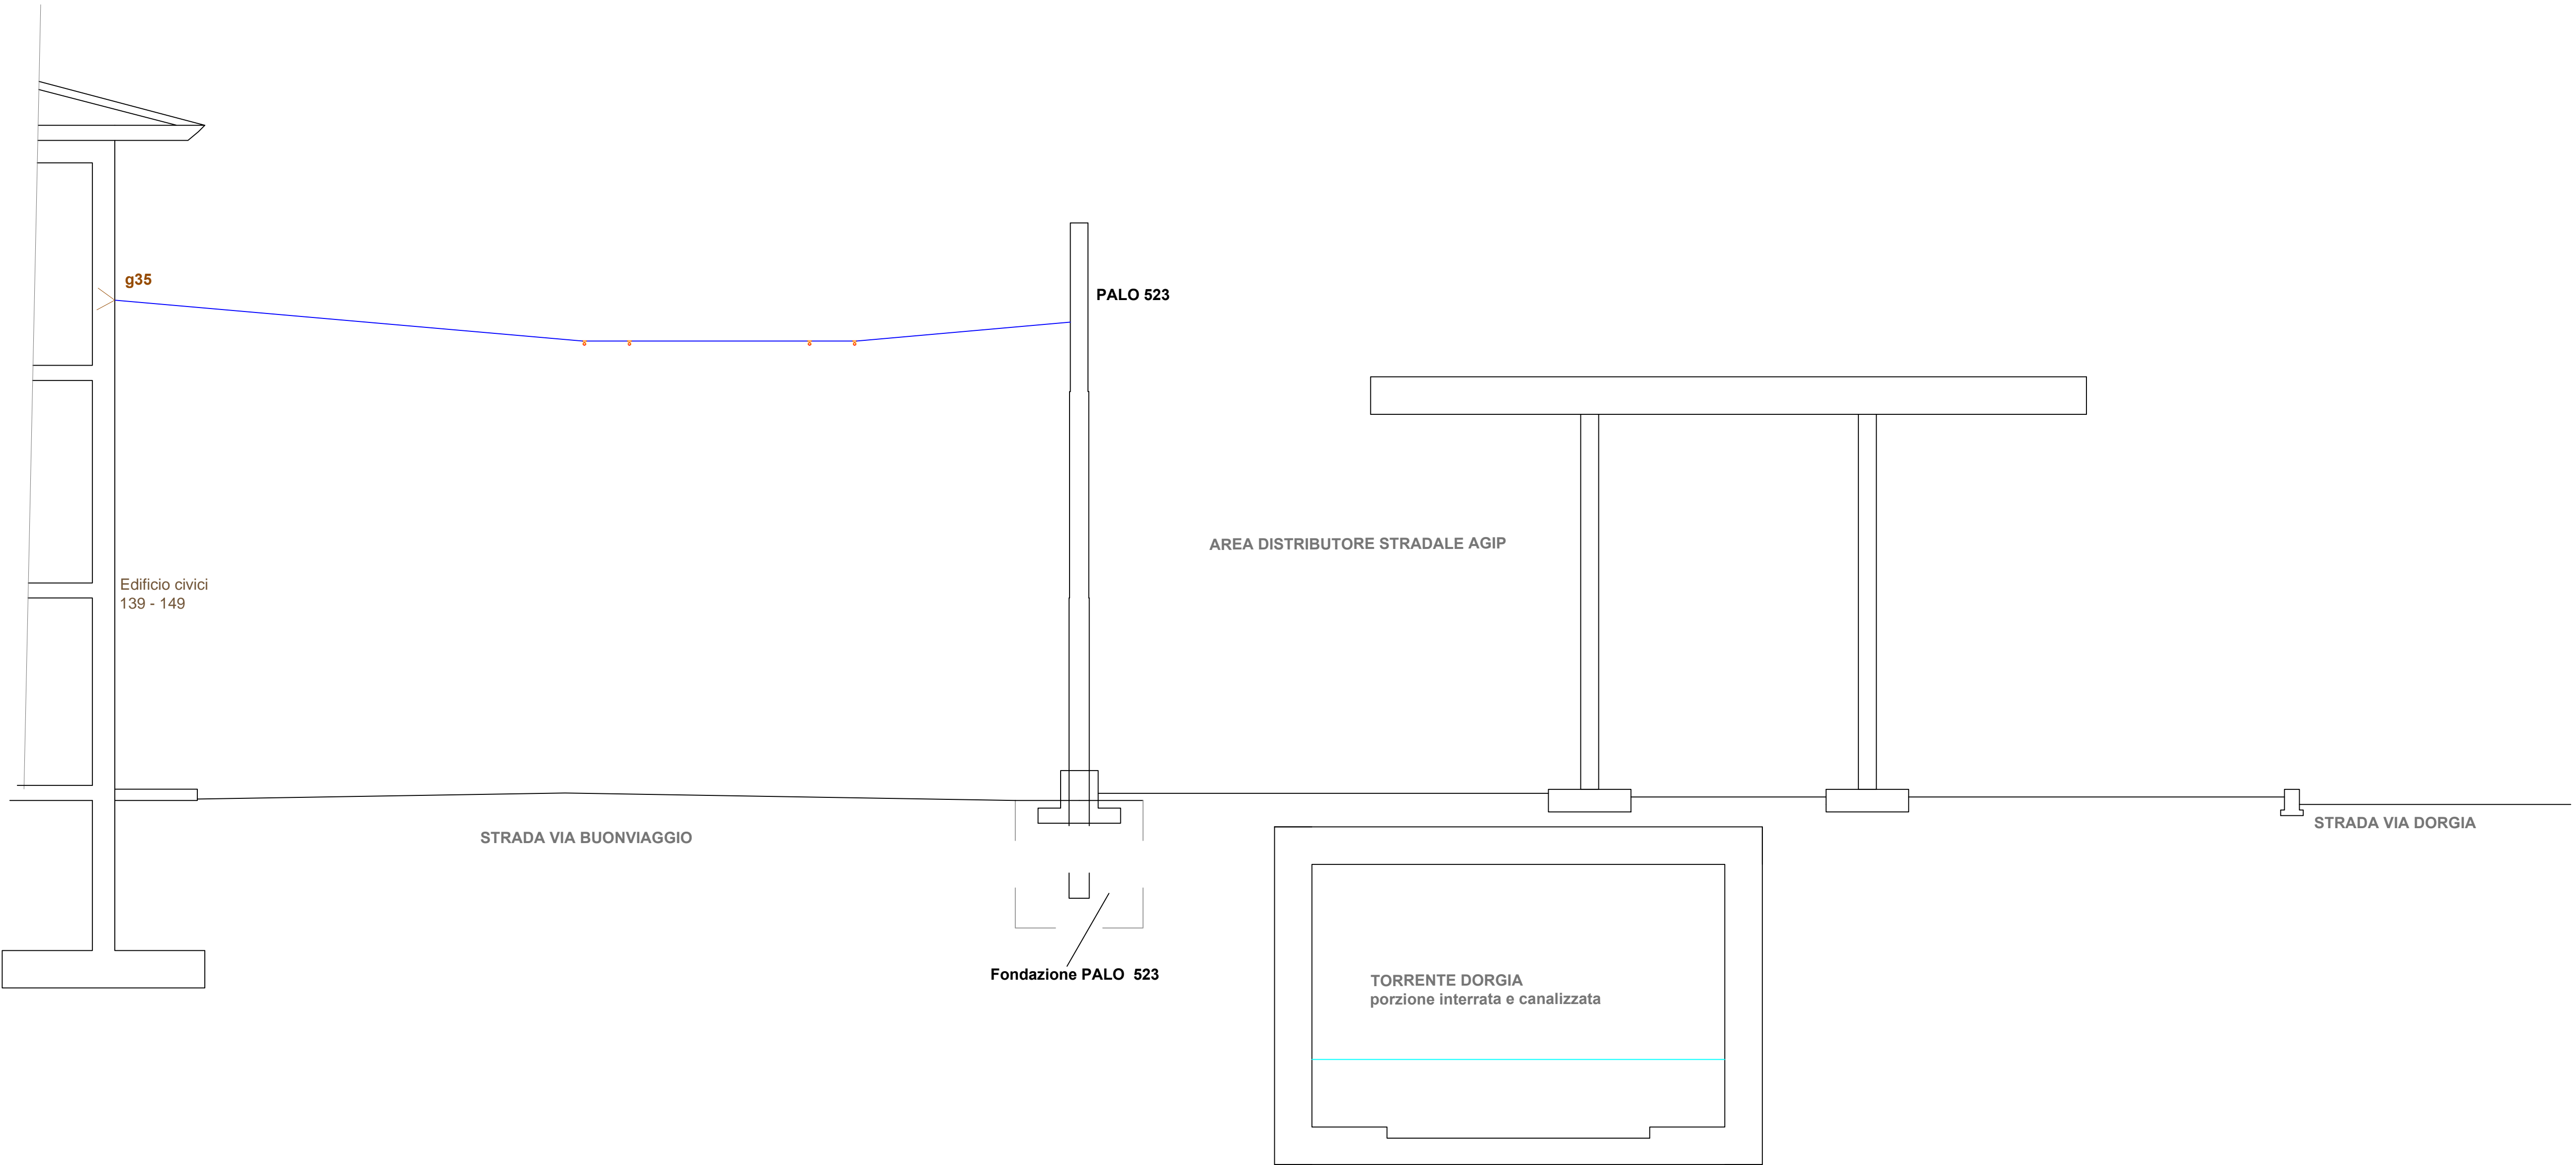 g35
PALO 523
AREA DISTRIBUTORE STRADALE AGIP
Edificio civici
139 - 149
STRADA VIA BUONVIAGGIO
STRADA VIA DORGIA
Fondazione PALO 523
TORRENTE DORGIA
porzione interrata e canalizzata